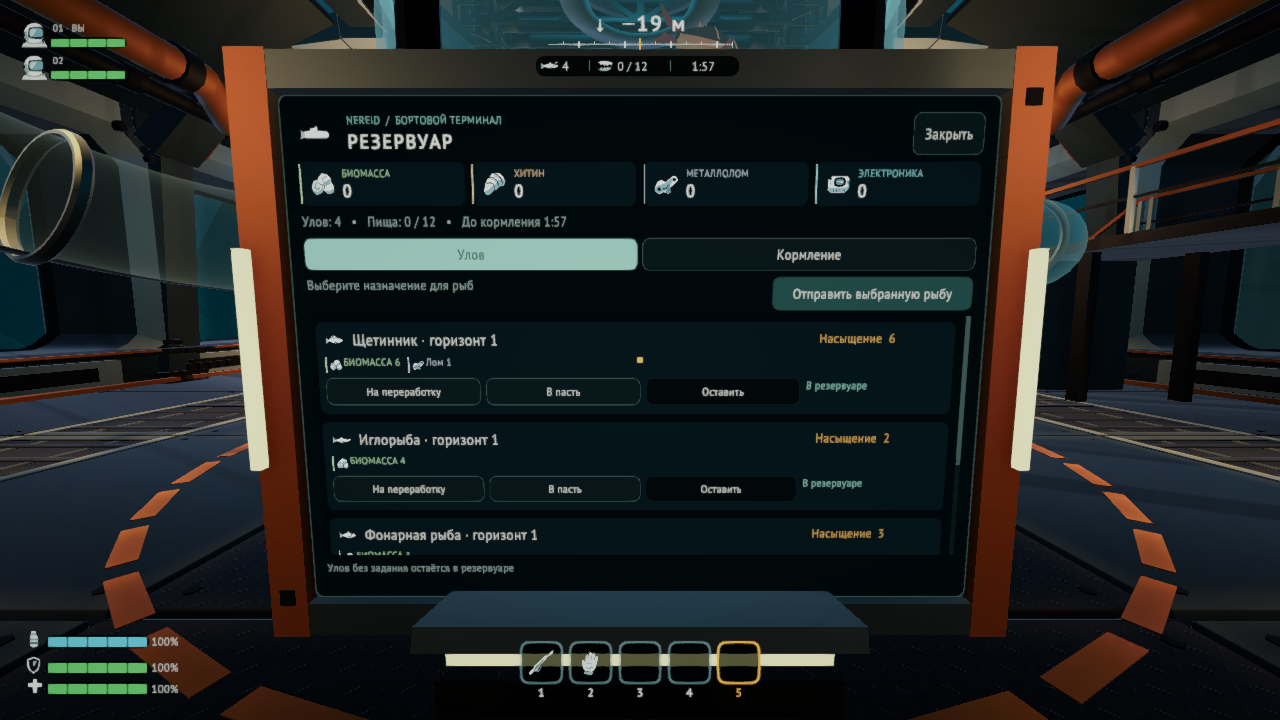 01 · ВЫ
02
↓ −19 м
4 | 0 / 12 | 1:57
NEREID / БОРТОВОЙ ТЕРМИНАЛ
РЕЗЕРВУАР
Закрыть
БИОМАССА
0
ХИТИН
0
МЕТАЛЛОЛОМ
0
ЭЛЕКТРОНИКА
0
Улов: 4 • Пища: 0 / 12 • До кормления 1:57
Улов
Кормление
Выберите назначение для рыб
Отправить выбранную рыбу
Щетинник · горизонт 1
Насыщение 6
БИОМАССА 6
Лом 1
На переработку
В пасть
Оставить
В резервуаре
Иглорыба · горизонт 1
Насыщение 2
БИОМАССА 4
На переработку
В пасть
Оставить
В резервуаре
Фонарная рыба · горизонт 1
Насыщение 3
Улов без задания остаётся в резервуаре
100%
100%
100%
1 2 3 4 5